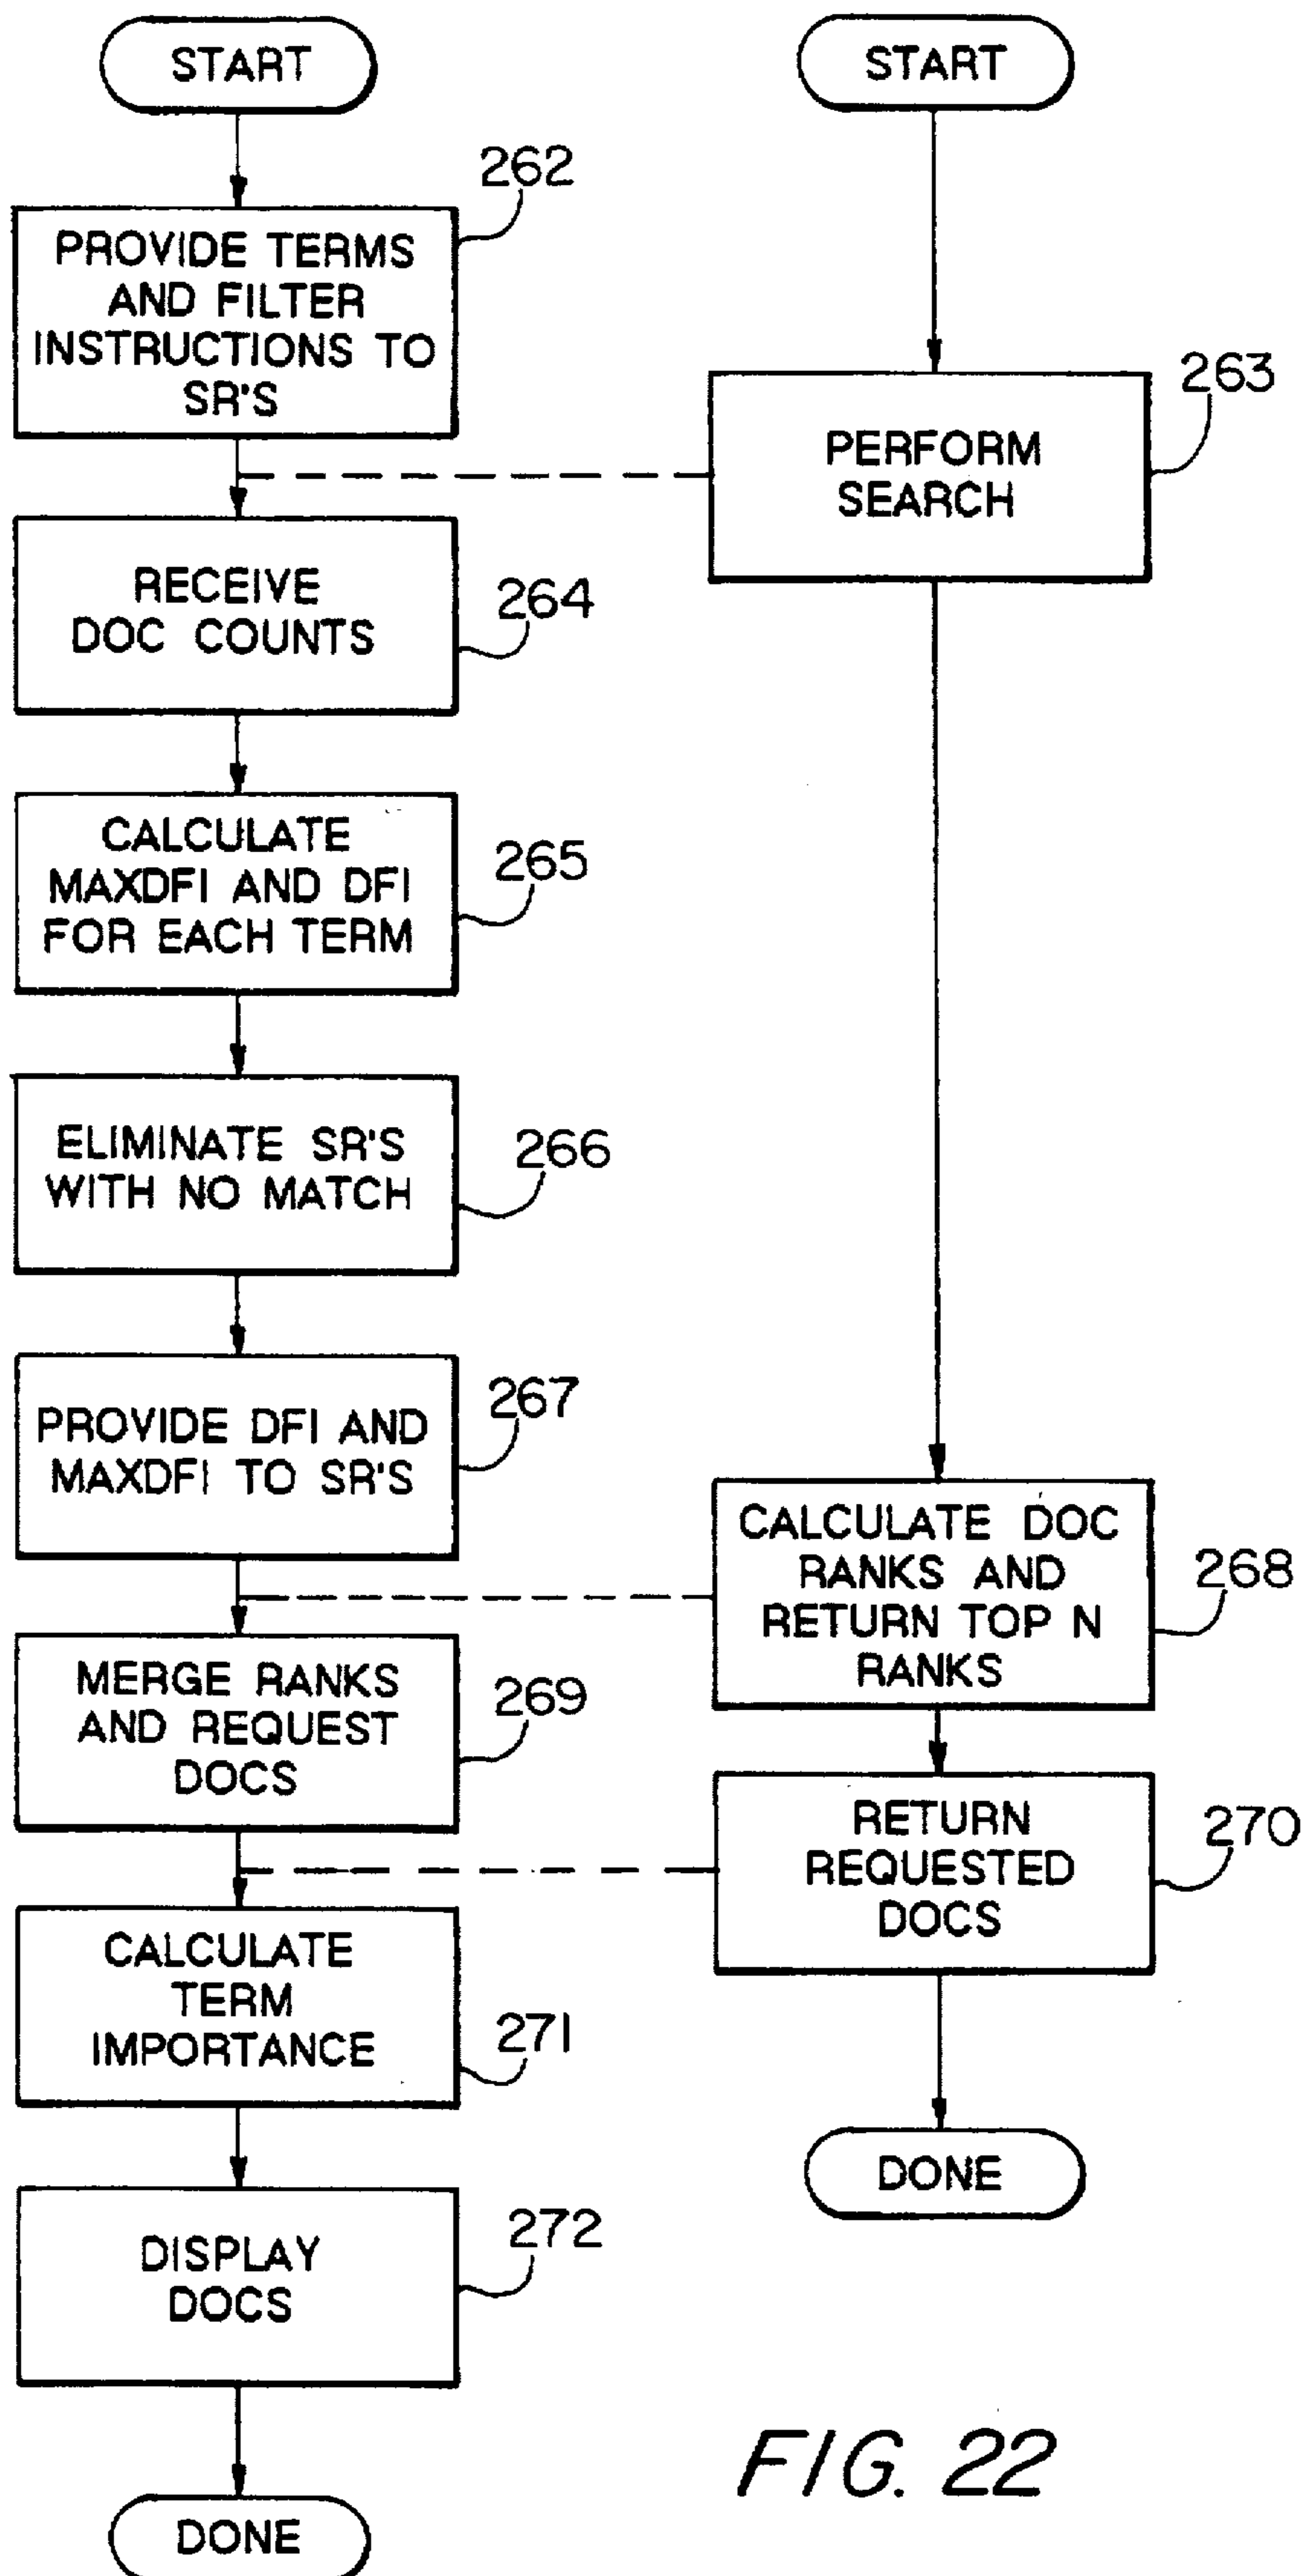 START
262
PROVIDE TERMS
AND FILTER
INSTRUCTIONS TO
SR'S
RECEIVE
DOC COUNTS
264
CALCULATE
MAXDFI AND DFI
FOR EACH TERM
265
ELIMINATE SR'S
WITH NO MATCH
266
PROVIDE DFI AND
MAXDFI TO SR'S
267
MERGE RANKS
AND REQUEST
DOCS
269
CALCULATE
TERM
IMPORTANCE
271
DISPLAY
DOCS
272
DONE
START
263
PERFORM
SEARCH
CALCULATE DOC
RANKS AND
RETURN TOP N
RANKS
268
RETURN
REQUESTED
DOCS
270
DONE
FIG. 22